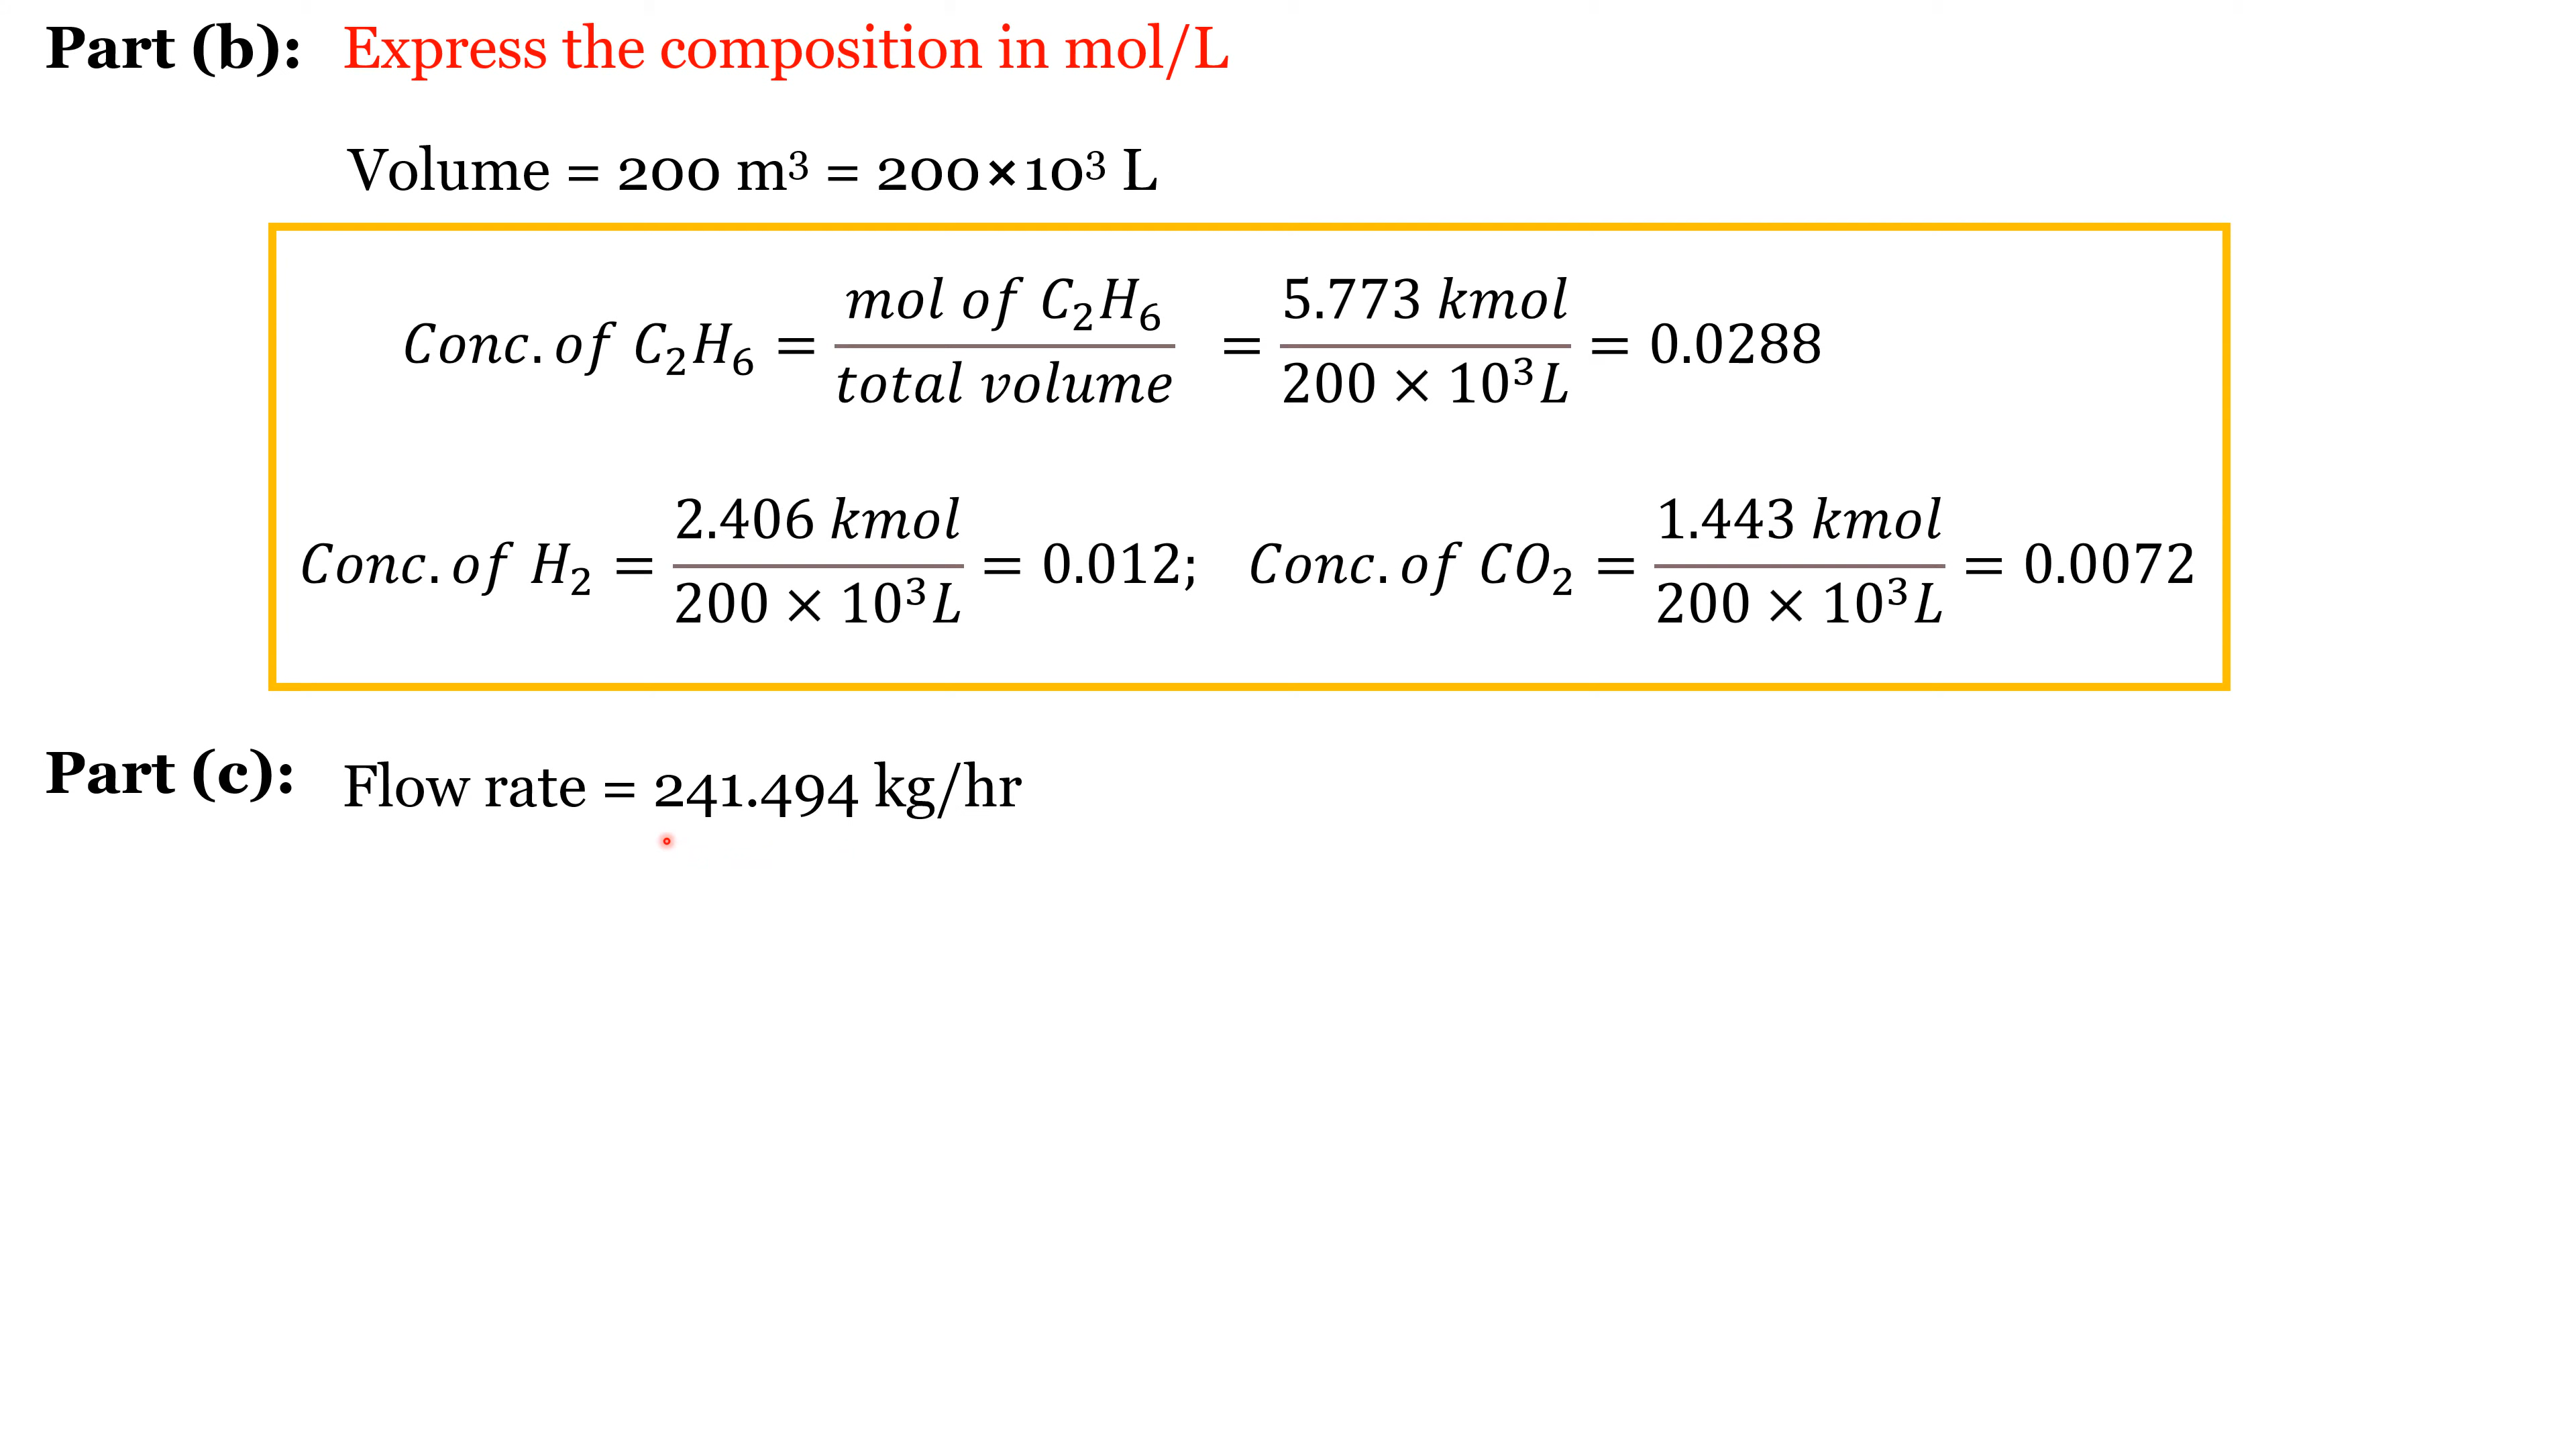 Part (b): Express the composition in mol/L
Volume = 200 m³ = 200×10³ L
Conc. of C₂H₆ = mol of C₂H₆ / total volume = 5.773 kmol / 200 × 10³ L = 0.0288
Conc. of H₂ = 2.406 kmol / 200 × 10³ L = 0.012; Conc. of CO₂ = 1.443 kmol / 200 × 10³ L = 0.0072
Part (c): Flow rate = 241.494 kg/hr